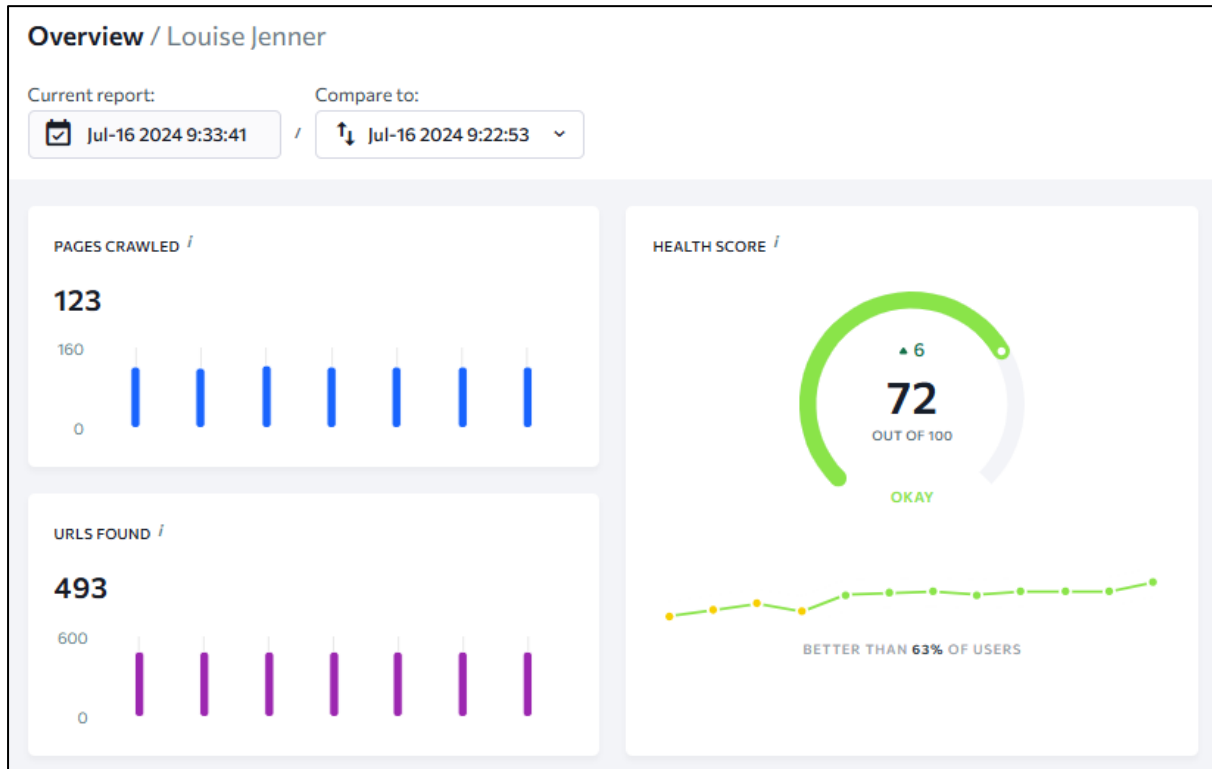 Overview / Louise Jenner
Current report:
Compare to:
Jul-16 2024 9:33:41 / Jul-16 2024 9:22:53
PAGES CRAWLED i
123
160
0
URLS FOUND i
493
600
0
HEALTH SCORE i
6
72
OUT OF 100
OKAY
BETTER THAN 63% OF USERS